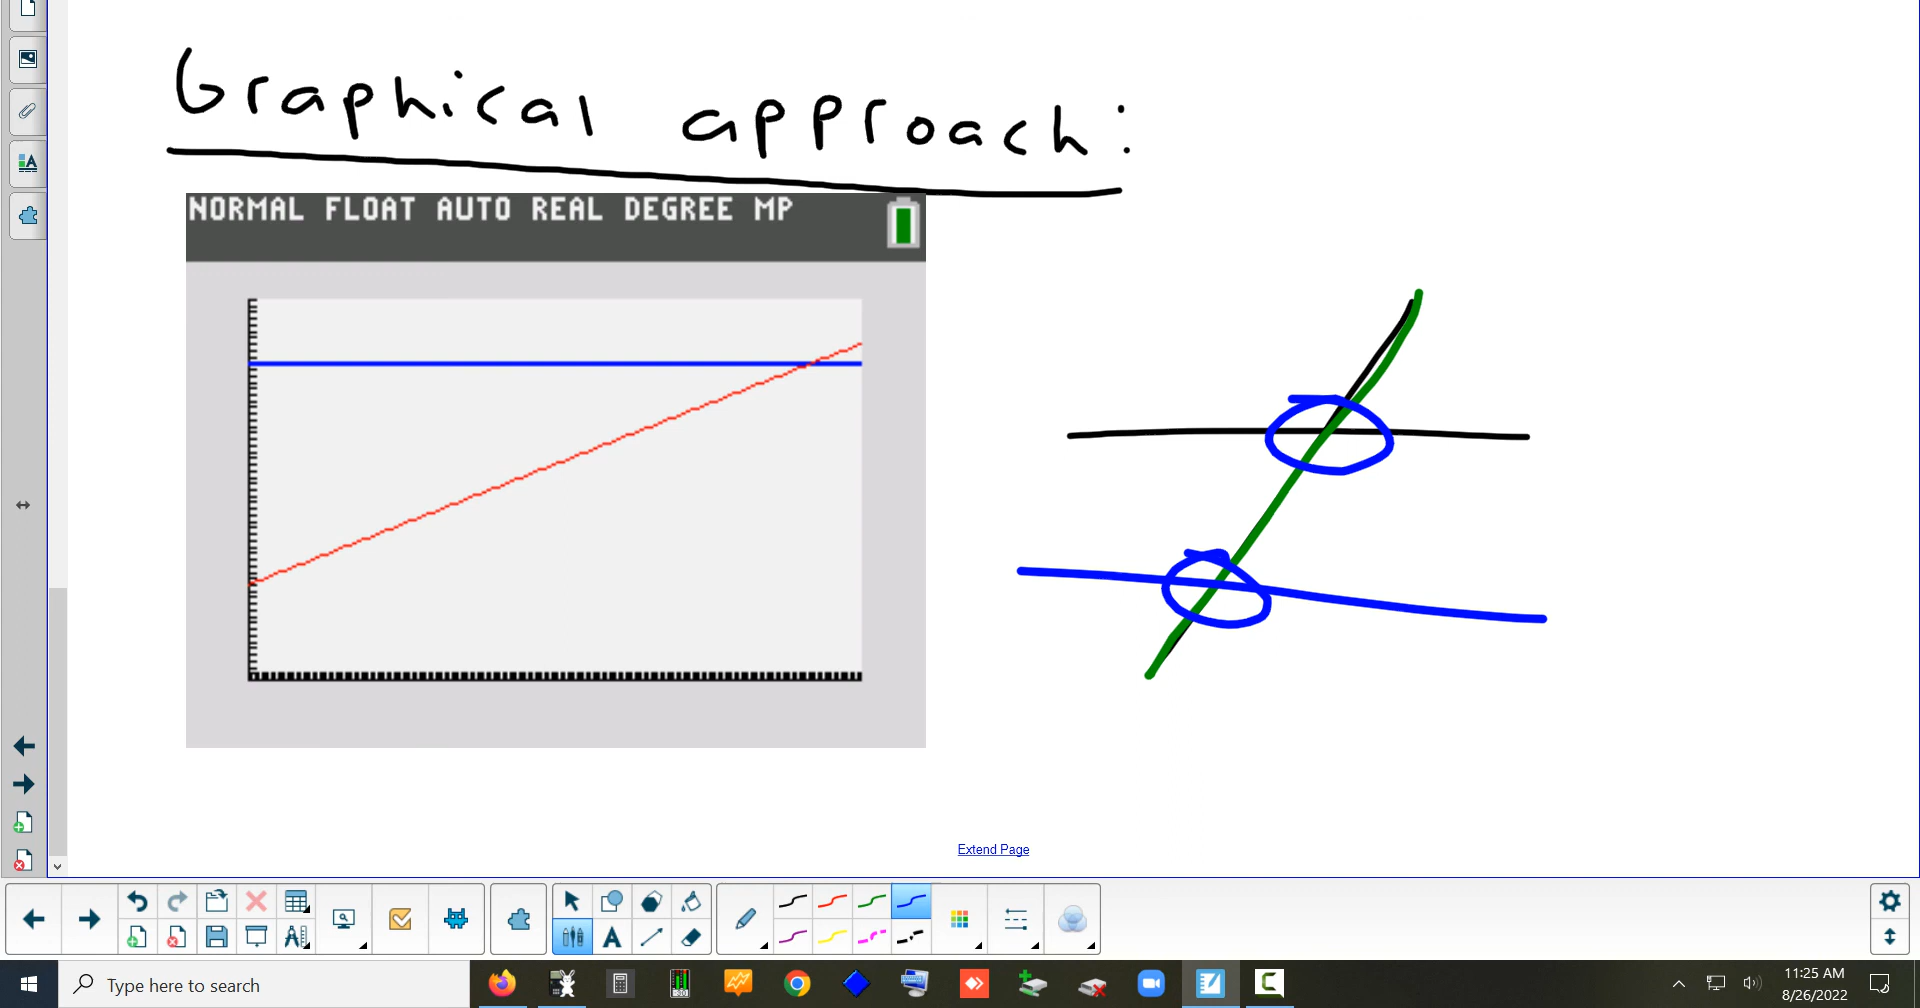 Graphical approach:
NORMAL FLOAT AUTO REAL DEGREE MP
Extend Page
Type here to search
11:25 AM
8/26/2022